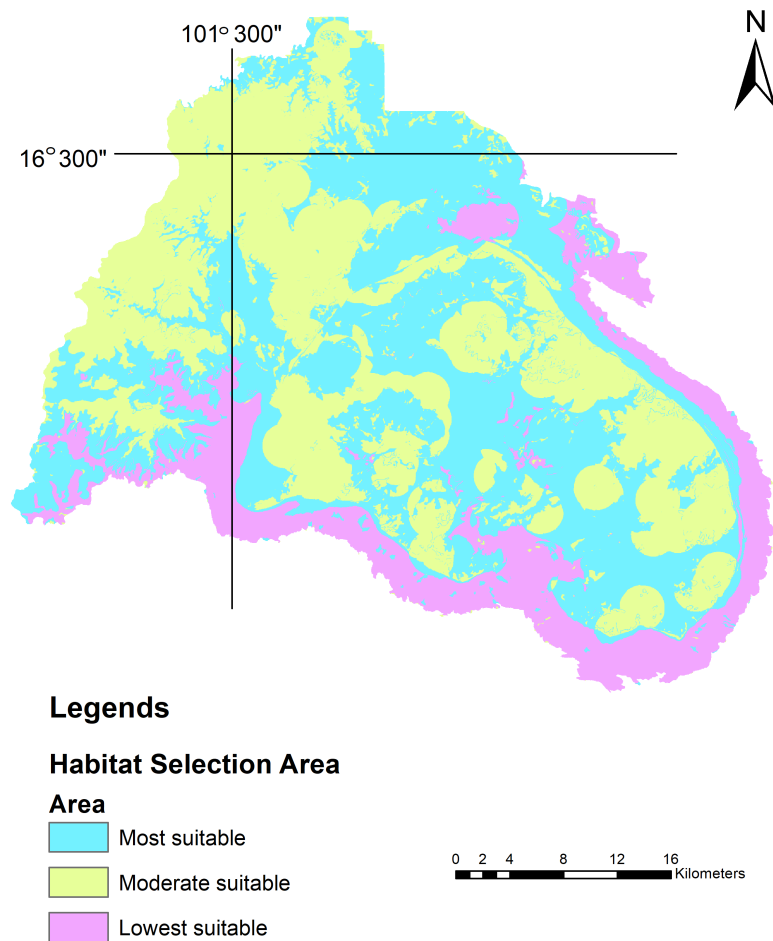 N
101° 300"
16° 300"
Legends
Habitat Selection Area
Area
Most suitable
Moderate suitable
Lowest suitable
0 2 4 8 12 16
Kilometers